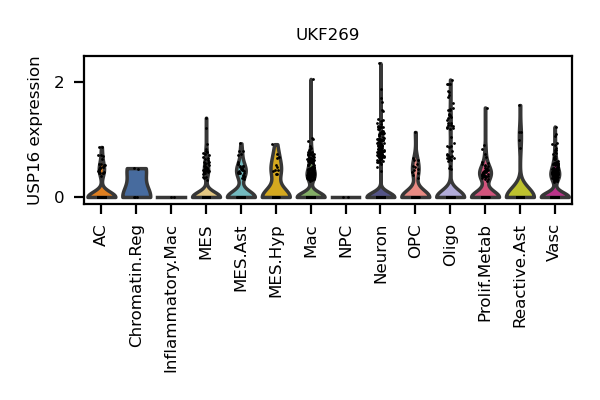 UKF269
USP16 expression
2
0
AC
Chromatin.Reg
Inflammatory.Mac
MES
MES.Ast
MES.Hyp
Mac
NPC
Neuron
OPC
Oligo
Prolif.Metab
Reactive.Ast
Vasc